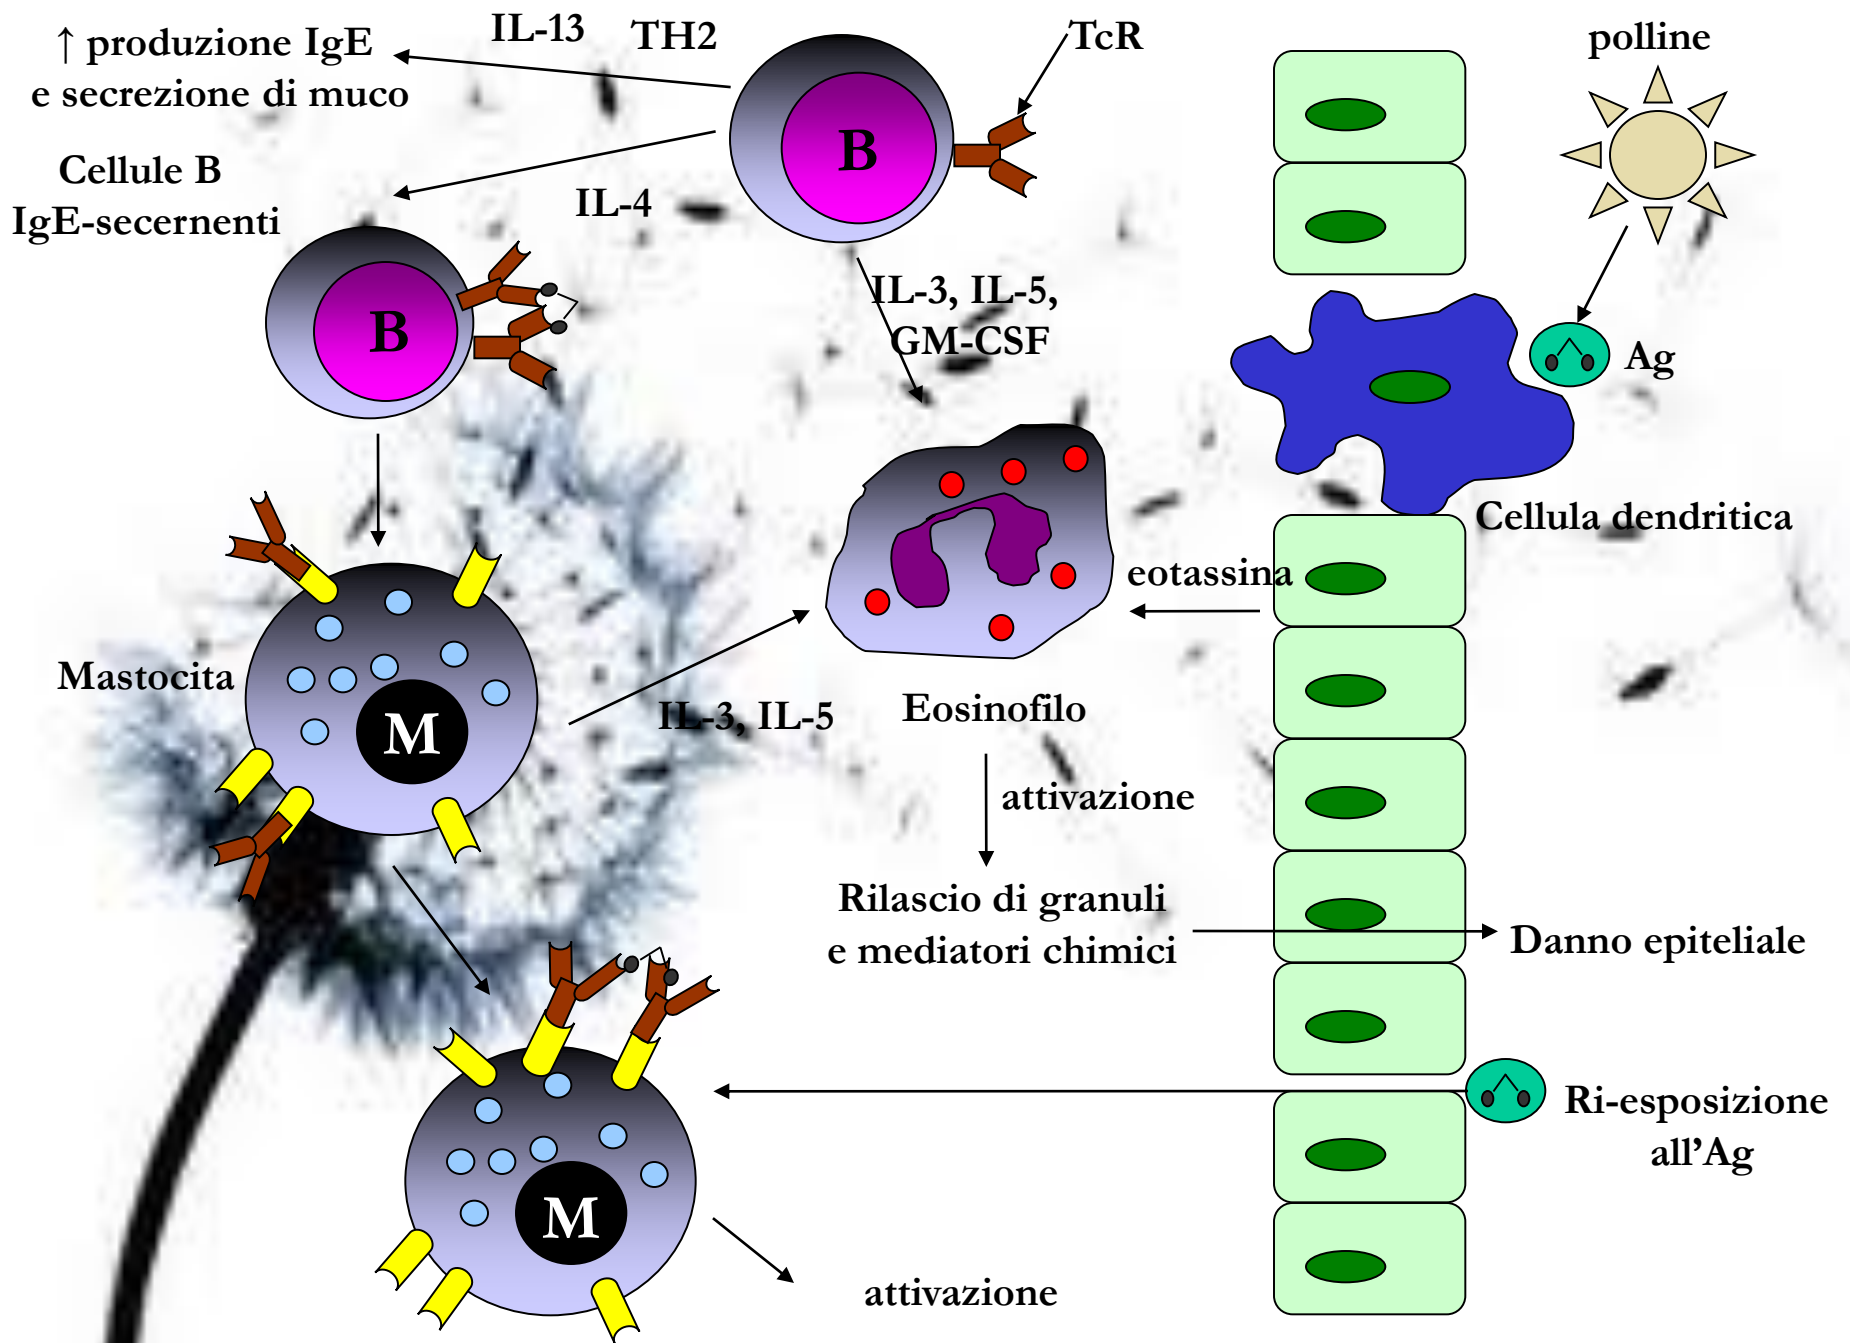 ↑ produzione IgE
e secrezione di muco
IL-13
TH2
TcR
polline
B
Cellule B
IgE-secernenti
IL-4
B
IL-3, IL-5,
GM-CSF
Ag
Cellula dendritica
eotassina
Mastocita
M
IL-3, IL-5
Eosinofilo
attivazione
Rilascio di granuli
e mediatori chimici
Danno epiteliale
Ri-esposizione
all’Ag
M
attivazione